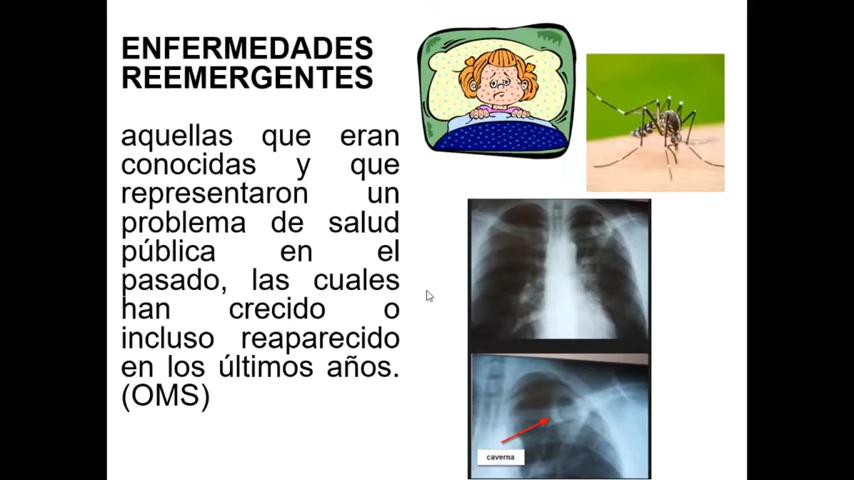 ENFERMEDADES
REEMERGENTES
aquellas que eran
conocidas y que
representaron un
problema de salud
pública en el
pasado, las cuales
han crecido o
incluso reaparecido
en los últimos años.
(OMS)
caverna